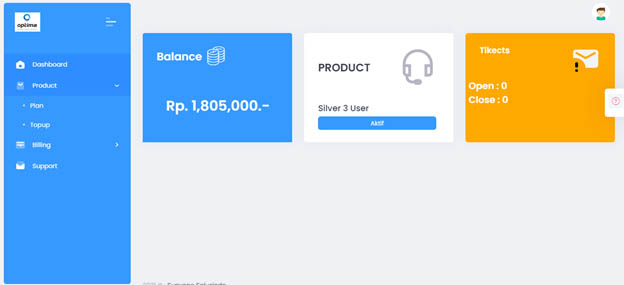 optima
Dashboard
Product
Plan
Topup
Billing
Support
Balance
Rp. 1,805,000.-
PRODUCT
Silver 3 User
Aktif
Tikects
Open : 0
Close : 0